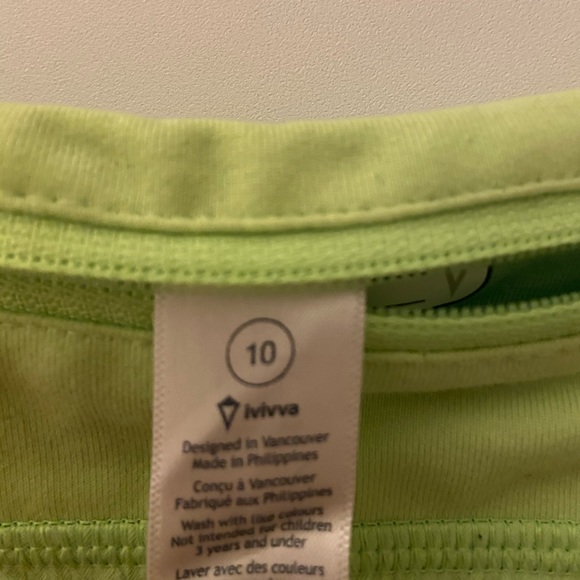 y
10
ivivva
Designed in Vancouver
Made in Philippines
Conçu à Vancouver
Fabriqué aux Philippines
Wash with like colours
Not intended for children
3 years and under
Laver avec des couleurs